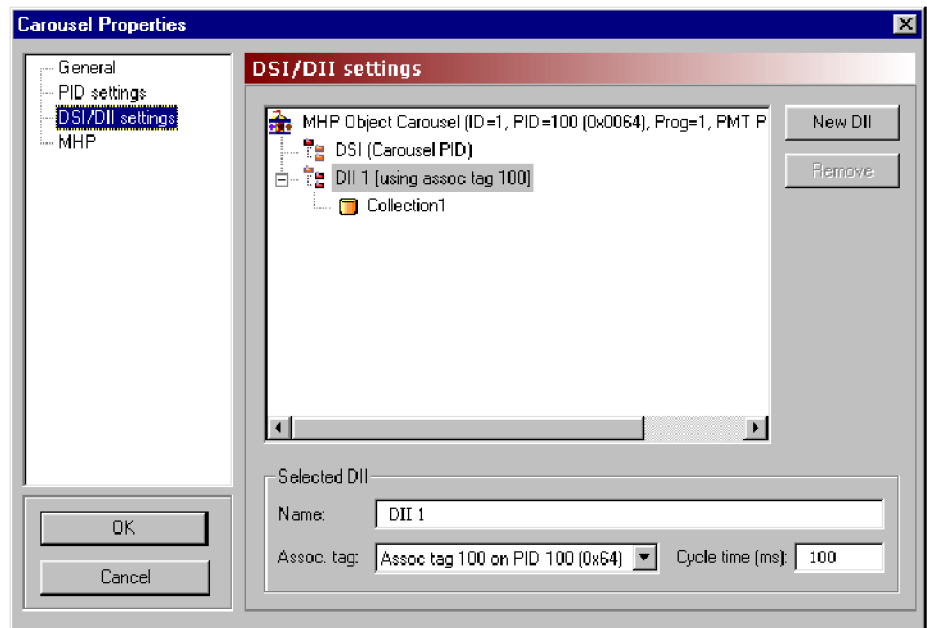 Carousel Properties
General
PID settings
DSI/DII settings
MHP
OK
Cancel
DSI/DII settings
MHP Object Carousel (ID=1, PID=100 (0x0064), Prog=1, PMT P
DSI (Carousel PID)
DII 1 [using assoc tag 100]
Collection1
New DII
Remove
Selected DII
Name: DII 1
Assoc. tag: Assoc tag 100 on PID 100 (0x64) Cycle time (ms): 100